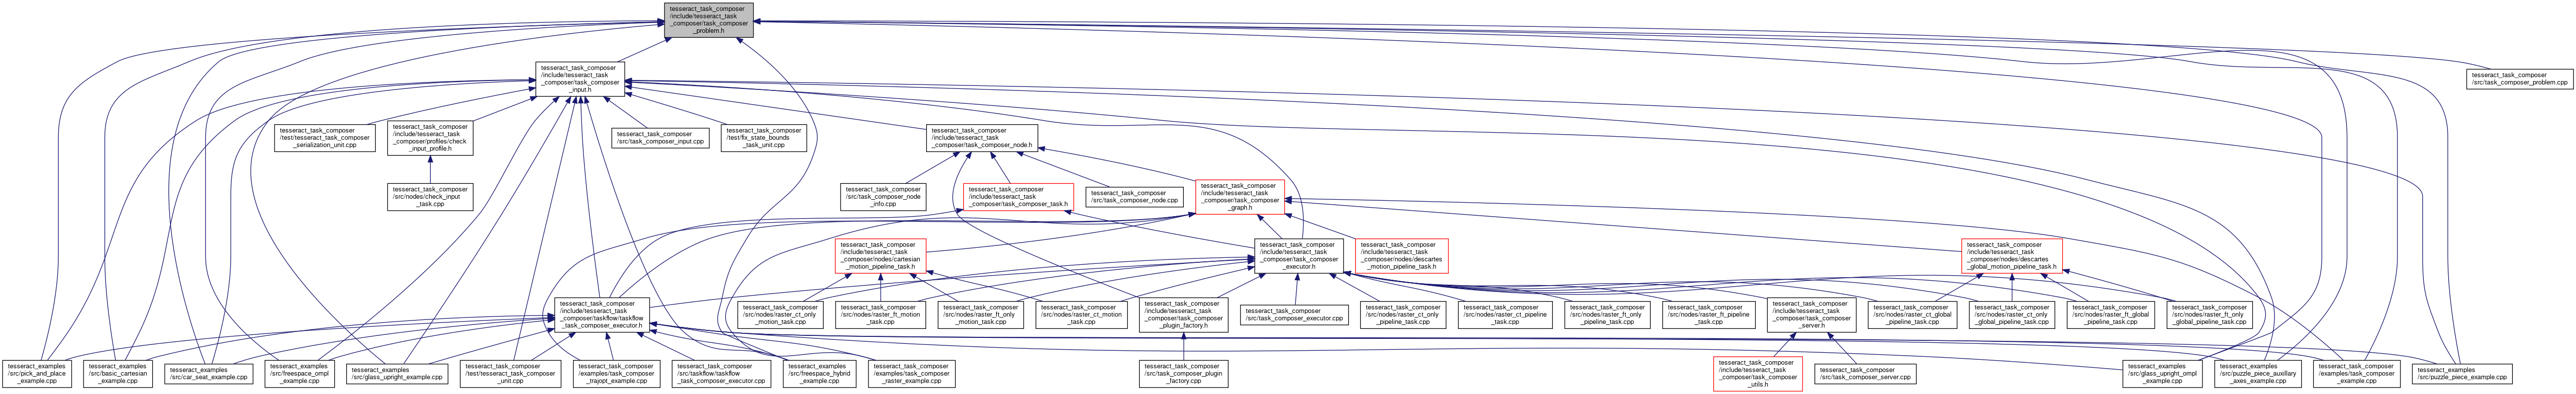 tesseract_task_composer
/include/tesseract_task
_composer/task_composer
_problem.h
tesseract_task_composer
/include/tesseract_task
_composer/task_composer
_input.h
tesseract_task_composer
/src/task_composer_problem.cpp
tesseract_task_composer
/test/tesseract_task_composer
_serialization_unit.cpp
tesseract_task_composer
/include/tesseract_task
_composer/profiles/check
_input_profile.h
tesseract_task_composer
/src/task_composer_input.cpp
tesseract_task_composer
/test/fix_state_bounds
_task_unit.cpp
tesseract_task_composer
/include/tesseract_task
_composer/task_composer_node.h
tesseract_task_composer
/src/nodes/check_input
_task.cpp
tesseract_task_composer
/src/task_composer_node
_info.cpp
tesseract_task_composer
/include/tesseract_task
_composer/task_composer_task.h
tesseract_task_composer
/src/task_composer_node.cpp
tesseract_task_composer
/include/tesseract_task
_composer/task_composer
_graph.h
tesseract_task_composer
/include/tesseract_task
_composer/nodes/cartesian
_motion_pipeline_task.h
tesseract_task_composer
/include/tesseract_task
_composer/task_composer
_executor.h
tesseract_task_composer
/include/tesseract_task
_composer/nodes/descartes
_motion_pipeline_task.h
tesseract_task_composer
/include/tesseract_task
_composer/nodes/descartes
_global_motion_pipeline_task.h
tesseract_task_composer
/include/tesseract_task
_composer/taskflow/taskflow
_task_composer_executor.h
tesseract_task_composer
/src/nodes/raster_ct_only
_motion_task.cpp
tesseract_task_composer
/src/nodes/raster_ft_motion
_task.cpp
tesseract_task_composer
/src/nodes/raster_ft_only
_motion_task.cpp
tesseract_task_composer
/src/nodes/raster_ct_motion
_task.cpp
tesseract_task_composer
/include/tesseract_task
_composer/task_composer
_plugin_factory.h
tesseract_task_composer
/src/task_composer_executor.cpp
tesseract_task_composer
/src/nodes/raster_ct_only
_pipeline_task.cpp
tesseract_task_composer
/src/nodes/raster_ct_pipeline
_task.cpp
tesseract_task_composer
/src/nodes/raster_ft_only
_pipeline_task.cpp
tesseract_task_composer
/src/nodes/raster_ft_pipeline
_task.cpp
tesseract_task_composer
/include/tesseract_task
_composer/task_composer
_server.h
tesseract_task_composer
/src/nodes/raster_ct_global
_pipeline_task.cpp
tesseract_task_composer
/src/nodes/raster_ct_only
_global_pipeline_task.cpp
tesseract_task_composer
/src/nodes/raster_ft_global
_pipeline_task.cpp
tesseract_task_composer
/src/nodes/raster_ft_only
_global_pipeline_task.cpp
tesseract_examples
/src/pick_and_place
_example.cpp
tesseract_examples
/src/basic_cartesian
_example.cpp
tesseract_examples
/src/car_seat_example.cpp
tesseract_examples
/src/freespace_ompl
_example.cpp
tesseract_examples
/src/glass_upright_example.cpp
tesseract_task_composer
/test/tesseract_task_composer
_unit.cpp
tesseract_task_composer
/examples/task_composer
_trajopt_example.cpp
tesseract_task_composer
/src/taskflow/taskflow
_task_composer_executor.cpp
tesseract_examples
/src/freespace_hybrid
_example.cpp
tesseract_task_composer
/examples/task_composer
_raster_example.cpp
tesseract_task_composer
/src/task_composer_plugin
_factory.cpp
tesseract_task_composer
/include/tesseract_task
_composer/task_composer
_utils.h
tesseract_task_composer
/src/task_composer_server.cpp
tesseract_examples
/src/glass_upright_ompl
_example.cpp
tesseract_examples
/src/puzzle_piece_auxillary
_axes_example.cpp
tesseract_task_composer
/examples/task_composer
_example.cpp
tesseract_examples
/src/puzzle_piece_example.cpp